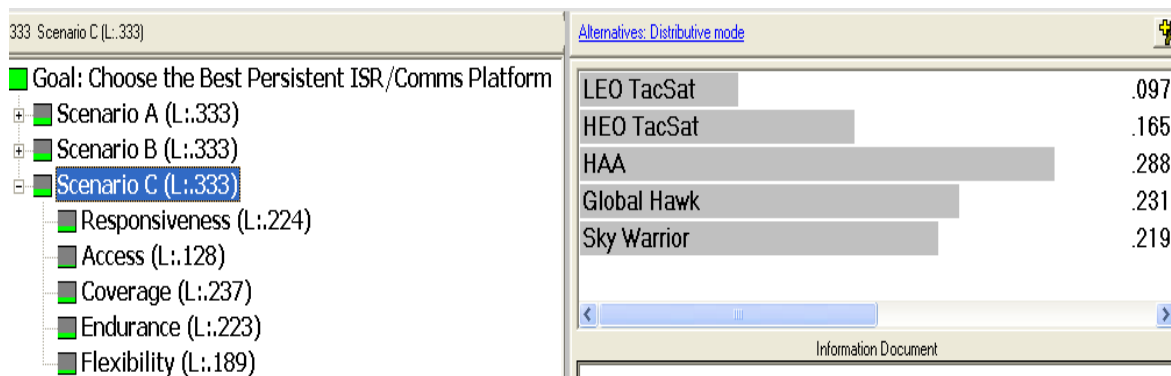 333 Scenario C (L:.333)
Goal: Choose the Best Persistent ISR/Comms Platform
Scenario A (L:.333)
Scenario B (L:.333)
Scenario C (L:.333)
Responsiveness (L:.224)
Access (L:.128)
Coverage (L:.237)
Endurance (L:.223)
Flexibility (L:.189)
Alternatives: Distributive mode
LEO TacSat .097
HEO TacSat .165
HAA .288
Global Hawk .231
Sky Warrior .219
Information Document